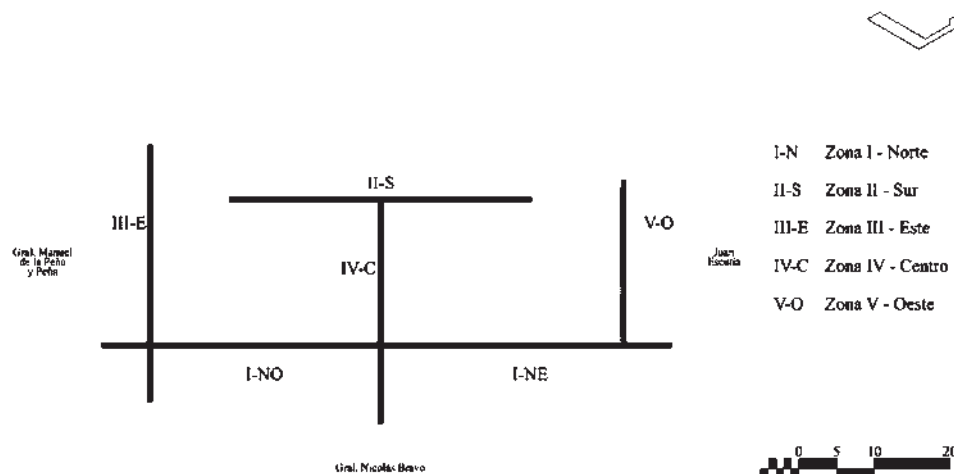 II-S
III-E
V-O
Gral. Manuel
de la Peña
y Peña
IV-C
Juan
I-NO
I-NE
Gral. Nicolás Bravo
I-N Zona I - Norte
II-S Zona II - Sur
III-E Zona III - Este
IV-C Zona IV - Centro
V-O Zona V - Oeste
0 5 10 20